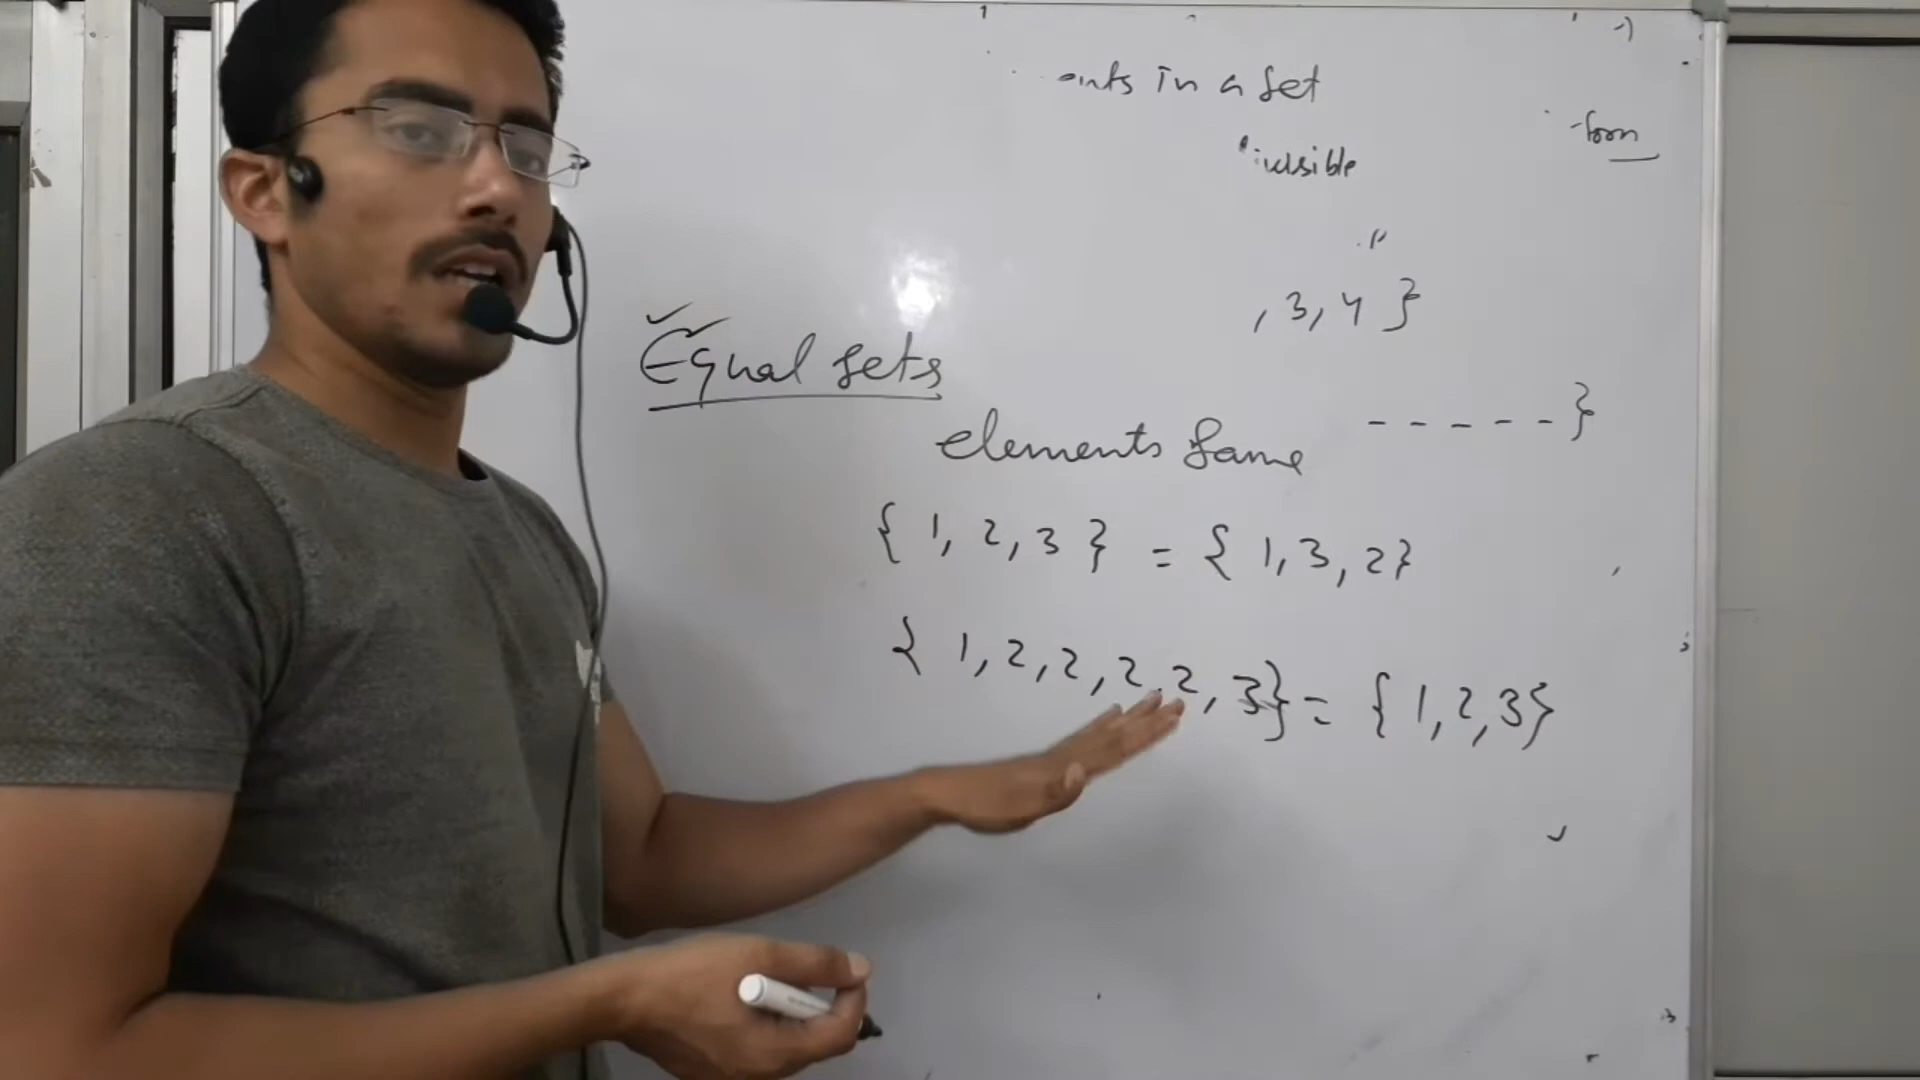 in a set
form
, 3, 4 }
Equal sets
- - - - - }
elements same
{ 1, 2, 3 } = { 1, 3, 2}
{ 1, 2, 2, 2, 2, 3} = { 1, 2, 3}